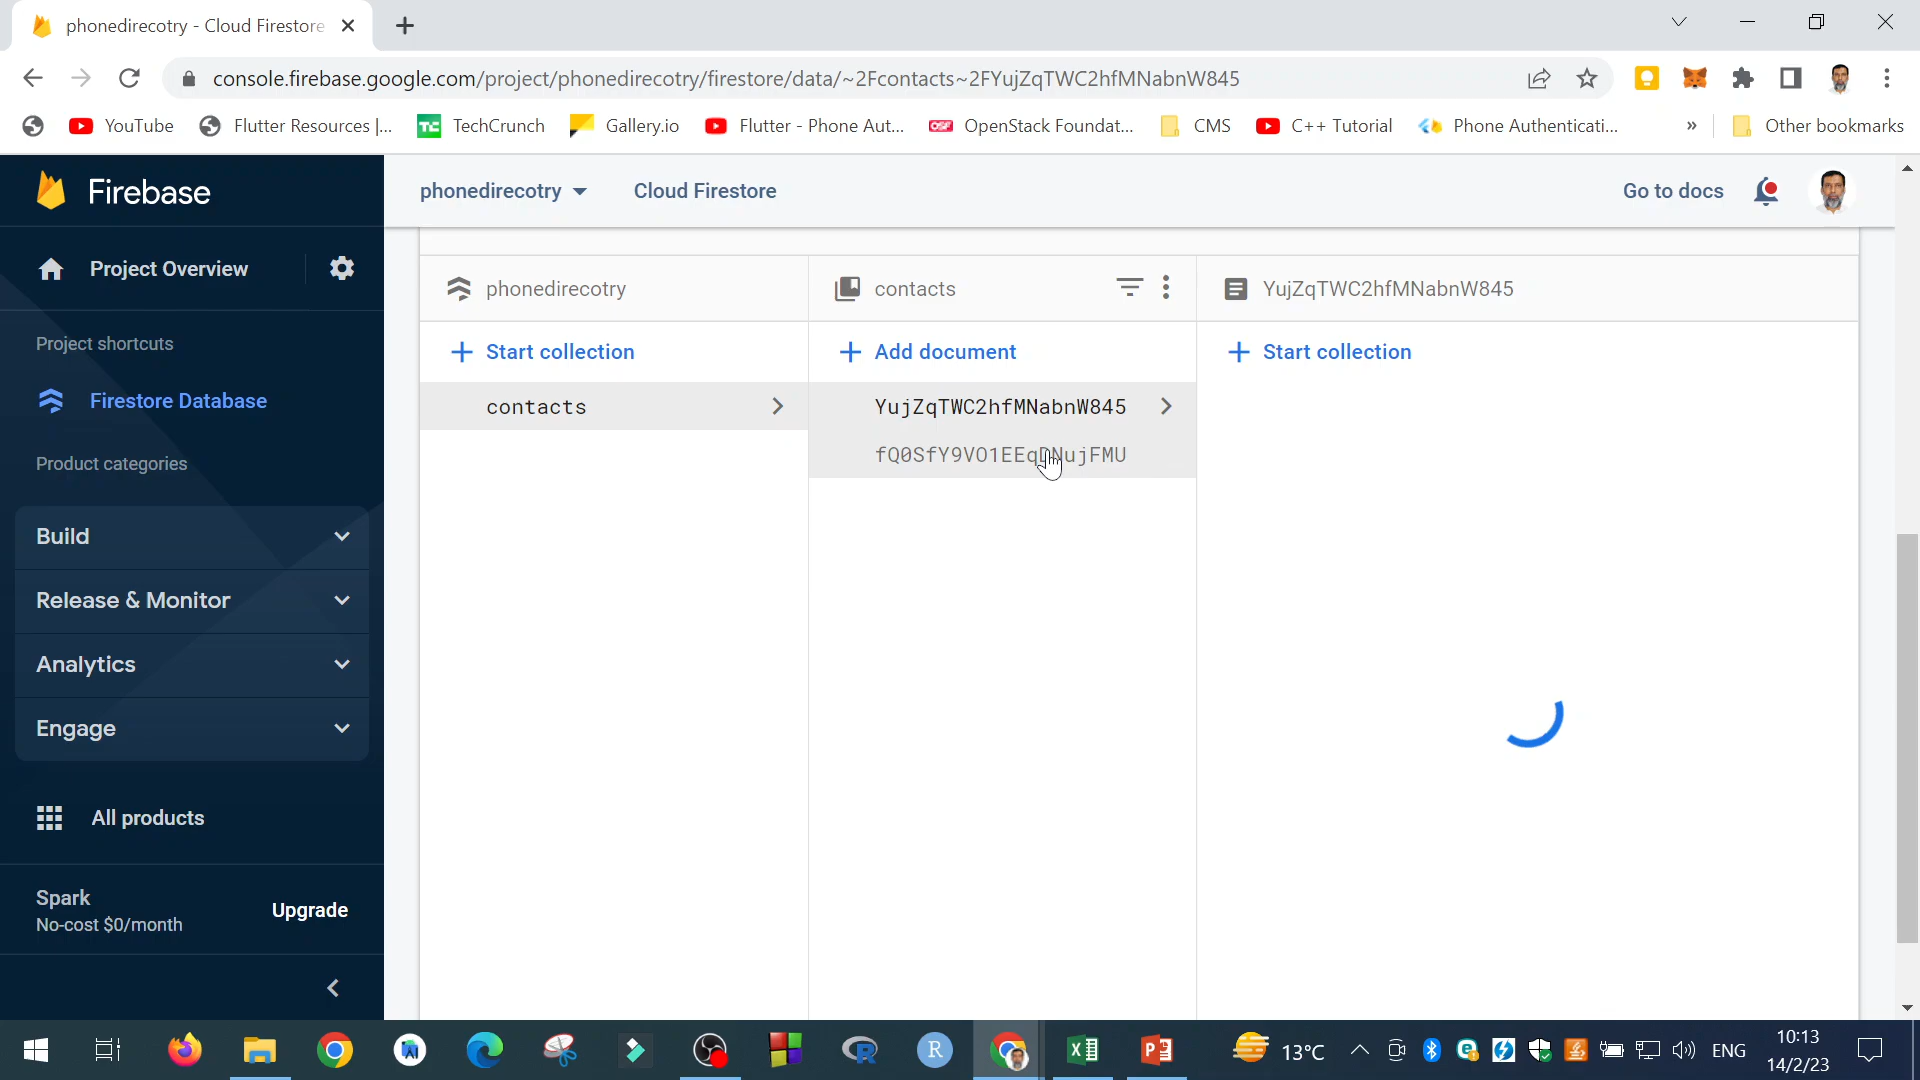 phonedirecotry - Cloud Firestore
console.firebase.google.com/project/phonedirecotry/firestore/data/~2Fcontacts~2FYujZqTWC2hfMNabnW845
YouTube
Flutter Resources |...
TC
TechCrunch
Gallery.io
Flutter - Phone Aut...
OpenStack Foundat...
CMS
C++ Tutorial
Phone Authenticati...
»
Other bookmarks
Firebase
phonedirecotry
Cloud Firestore
Go to docs
Project Overview
phonedirecotry
contacts
YujZqTWC2hfMNabnW845
Project shortcuts
Start collection
Add document
Start collection
Firestore Database
contacts
YujZqTWC2hfMNabnW845
fQ0SfY9VO1EEqDNujFMU
Product categories
Build
Release & Monitor
Analytics
Engage
All products
Spark
No-cost $0/month
Upgrade
R
R
13°C
ENG
10:13
14/2/23